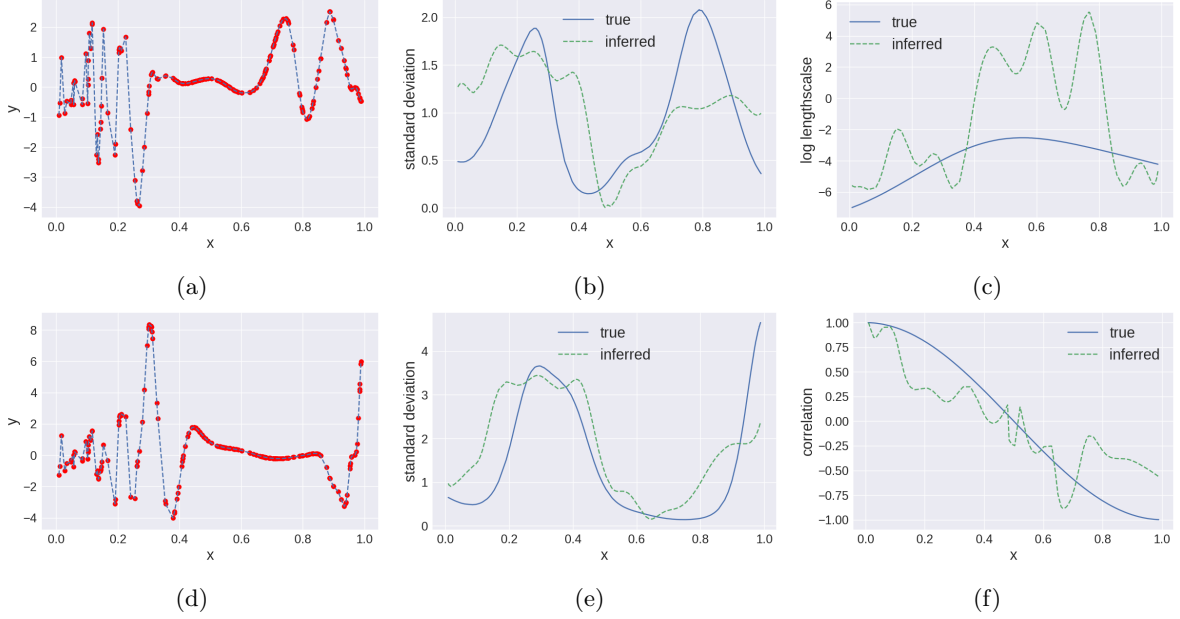 2
1
0
−1
−2
−3
−4
y
0.0 0.2 0.4 0.6 0.8 1.0
x
(a)
2.0
1.5
1.0
0.5
0.0
standard deviation
true
inferred
0.0 0.2 0.4 0.6 0.8 1.0
x
(b)
6
4
2
0
−2
−4
−6
log lengthscalse
true
inferred
0.0 0.2 0.4 0.6 0.8 1.0
x
(c)
8
6
4
2
0
−2
−4
y
0.0 0.2 0.4 0.6 0.8 1.0
x
(d)
4
3
2
1
0
standard deviation
true
inferred
0.0 0.2 0.4 0.6 0.8 1.0
x
(e)
1.00
0.75
0.50
0.25
0.00
−0.25
−0.50
−0.75
−1.00
correlation
true
inferred
0.0 0.2 0.4 0.6 0.8 1.0
x
(f)